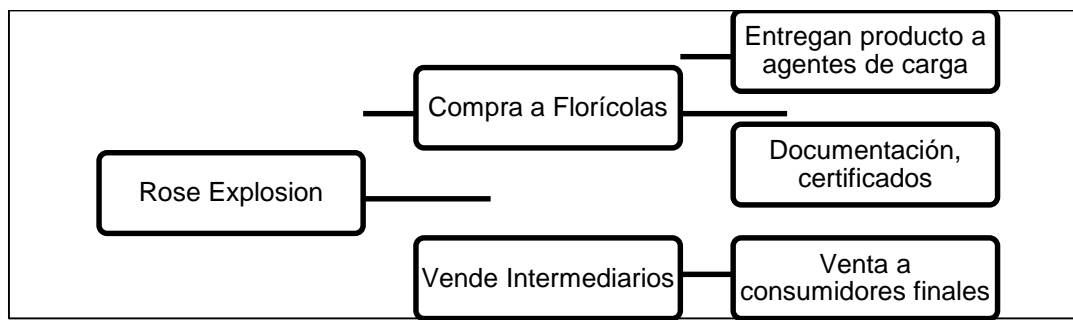 Entregan producto a
agentes de carga
Compra a Florícolas
Documentación,
certificados
Rose Explosion
Vende Intermediarios
Venta a
consumidores finales